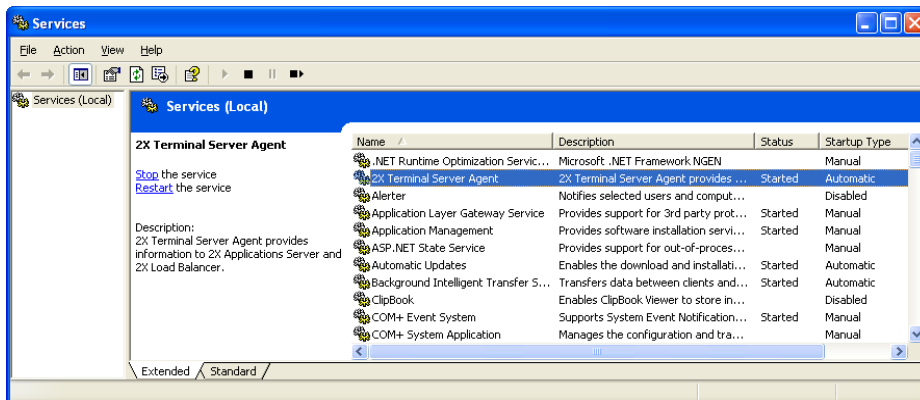 Services
File Action View Help
Services (Local)
Services (Local)
2X Terminal Server Agent
Stop the service
Restart the service
Description:
2X Terminal Server Agent provides
information to 2X Applications Server and
2X Load Balancer.
Name Description Status Startup Type
.NET Runtime Optimization Servic... Microsoft .NET Framework NGEN Manual
2X Terminal Server Agent 2X Terminal Server Agent provides ... Started Automatic
Alerter Notifies selected users and comput... Disabled
Application Layer Gateway Service Provides support for 3rd party prot... Started Manual
Application Management Provides software installation servi... Started Manual
ASP.NET State Service Provides support for out-of-proces... Manual
Automatic Updates Enables the download and installati... Started Automatic
Background Intelligent Transfer S... Transfers data between clients and... Started Automatic
ClipBook Enables ClipBook Viewer to store in... Disabled
COM+ Event System Supports System Event Notification... Started Manual
COM+ System Application Manages the configuration and tra... Manual
Extended Standard